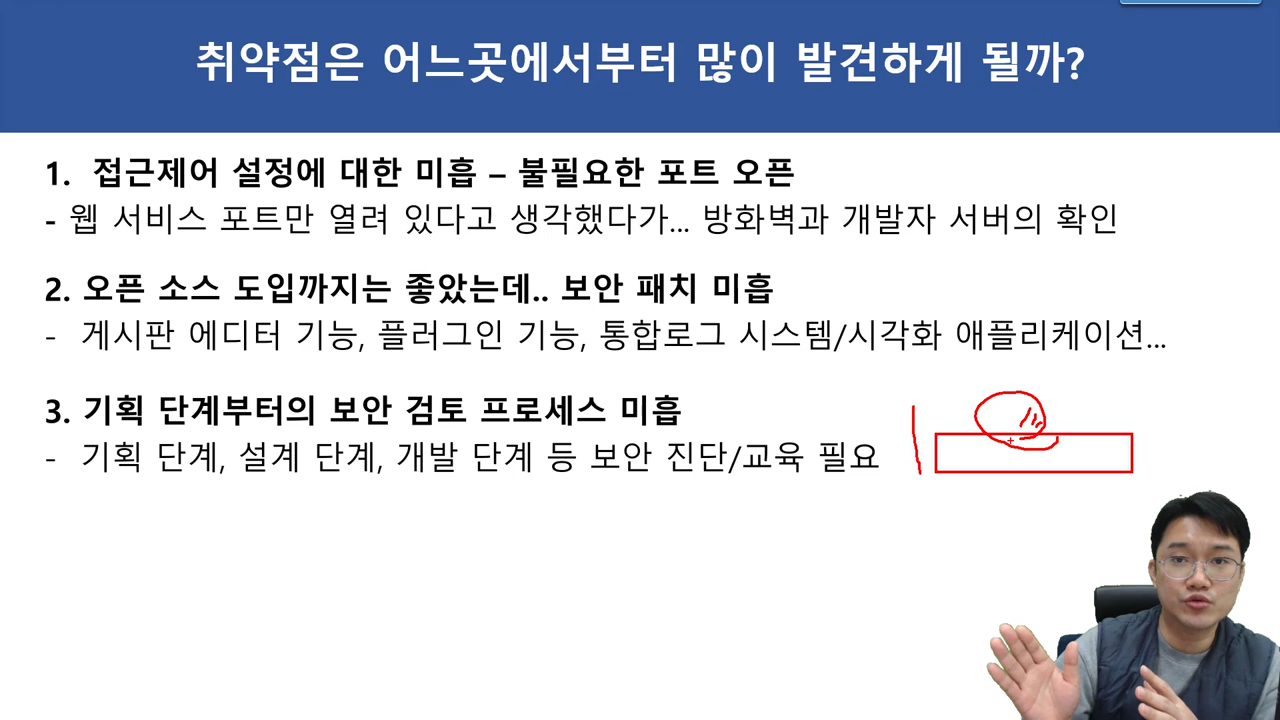 취약점은 어느곳에서부터 많이 발견하게 될까?
1. 접근제어 설정에 대한 미흡 – 불필요한 포트 오픈
- 웹 서비스 포트만 열려 있다고 생각했다가... 방화벽과 개발자 서버의 확인
2. 오픈 소스 도입까지는 좋았는데.. 보안 패치 미흡
- 게시판 에디터 기능, 플러그인 기능, 통합로그 시스템/시각화 애플리케이션...
3. 기획 단계부터의 보안 검토 프로세스 미흡
- 기획 단계, 설계 단계, 개발 단계 등 보안 진단/교육 필요